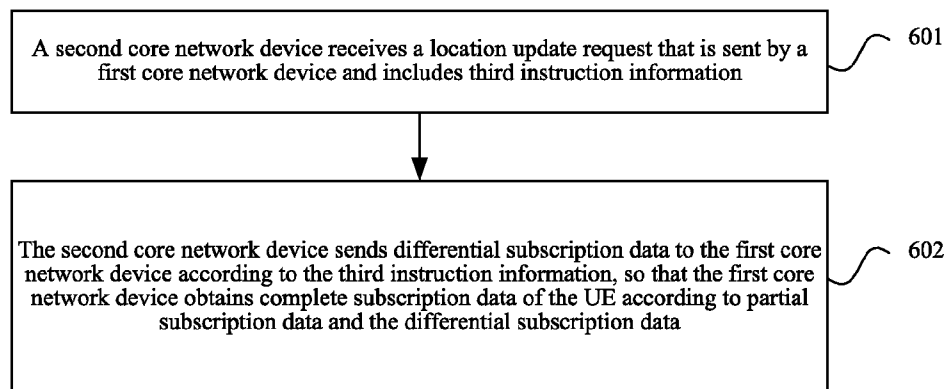 A second core network device receives a location update request that is sent by a
first core network device and includes third instruction information
601
The second core network device sends differential subscription data to the first core
network device according to the third instruction information, so that the first core
network device obtains complete subscription data of the UE according to partial
subscription data and the differential subscription data
602